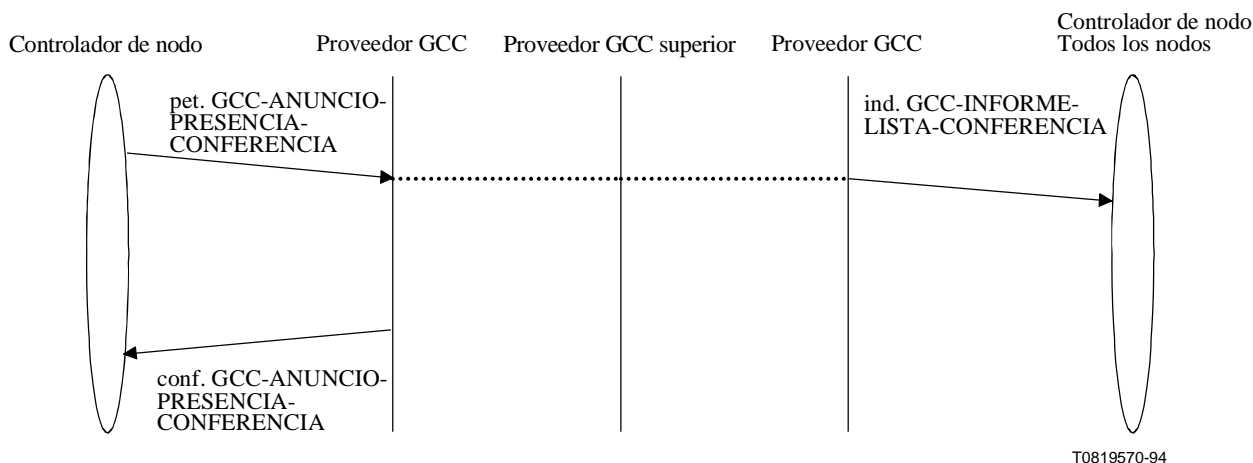 Controlador de nodo
Proveedor GCC
Proveedor GCC superior
Proveedor GCC
Controlador de nodo
Todos los nodos
pet. GCC-ANUNCIO-
PRESENCIA-
CONFERENCIA
ind. GCC-INFORME-
LISTA-CONFERENCIA
conf. GCC-ANUNCIO-
PRESENCIA-
CONFERENCIA
T0819570-94